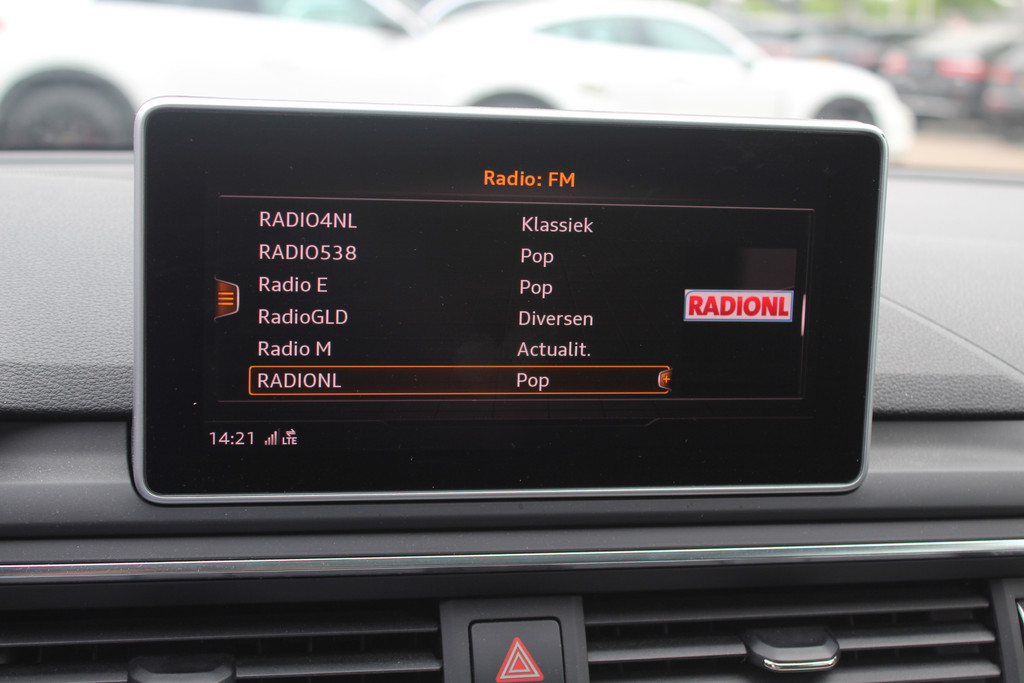 Radio: FM
RADIO4NL Klassiek
RADIO538 Pop
Radio E Pop
RadioGLD Diversen
Radio M Actualit.
RADIONL Pop
RADIONL
14:21 LTE